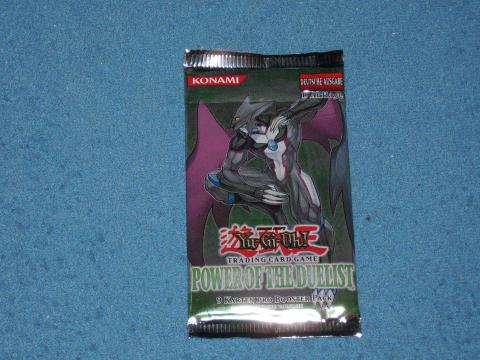 KONAMI
DEUTSCHE AUSGABE
遊戯王
Yu-Gi-Oh!
TRADING CARD GAME
POWER OF THE DUELLIST
9 KARTEN PRO BOOSTER PACK